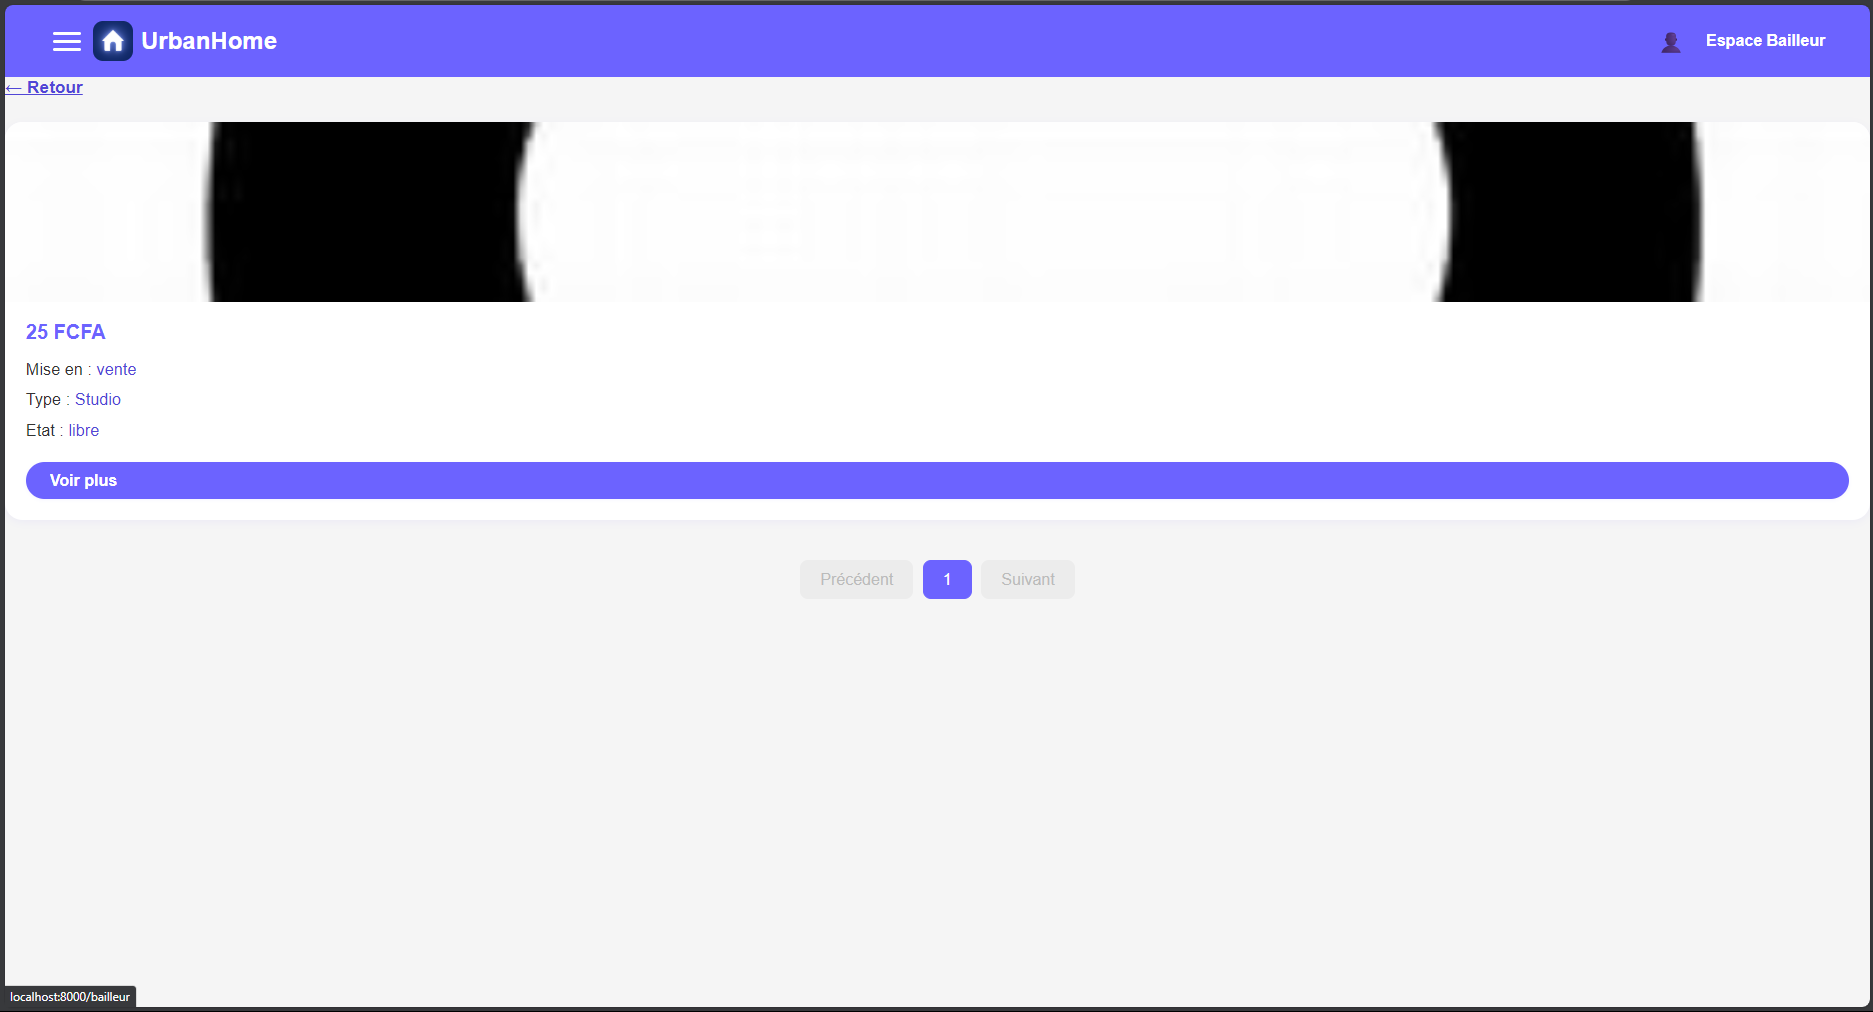 UrbanHome
Espace Bailleur
← Retour
25 FCFA
Mise en : vente
Type : Studio
Etat : libre
Voir plus
Précédent
1
Suivant
localhost:8000/bailleur